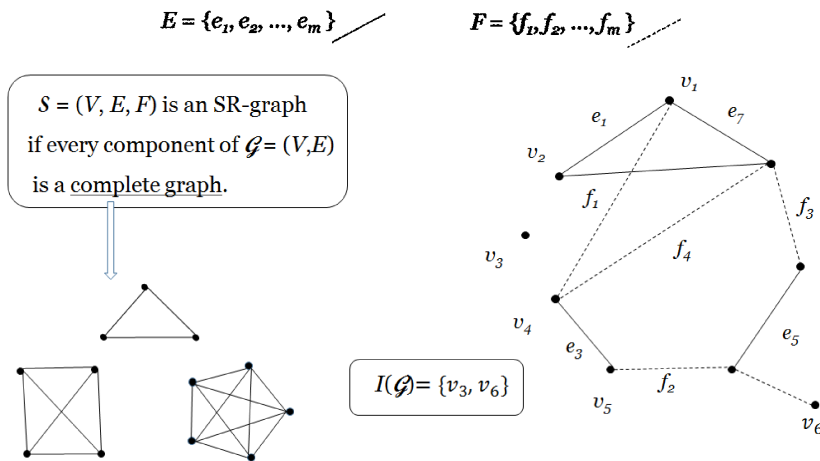 E = {e₁, e₂, ..., eₘ}
F = {f₁, f₂, ..., fₘ}
S = (V, E, F) is an SR-graph
if every component of 𝒢 = (V,E)
is a complete graph.
v₁
e₁
e₇
v₂
f₁
f₃
v₃
f₄
v₄
e₃
e₅
I(𝒢)= {v₃, v₆}
f₂
v₅
v₆